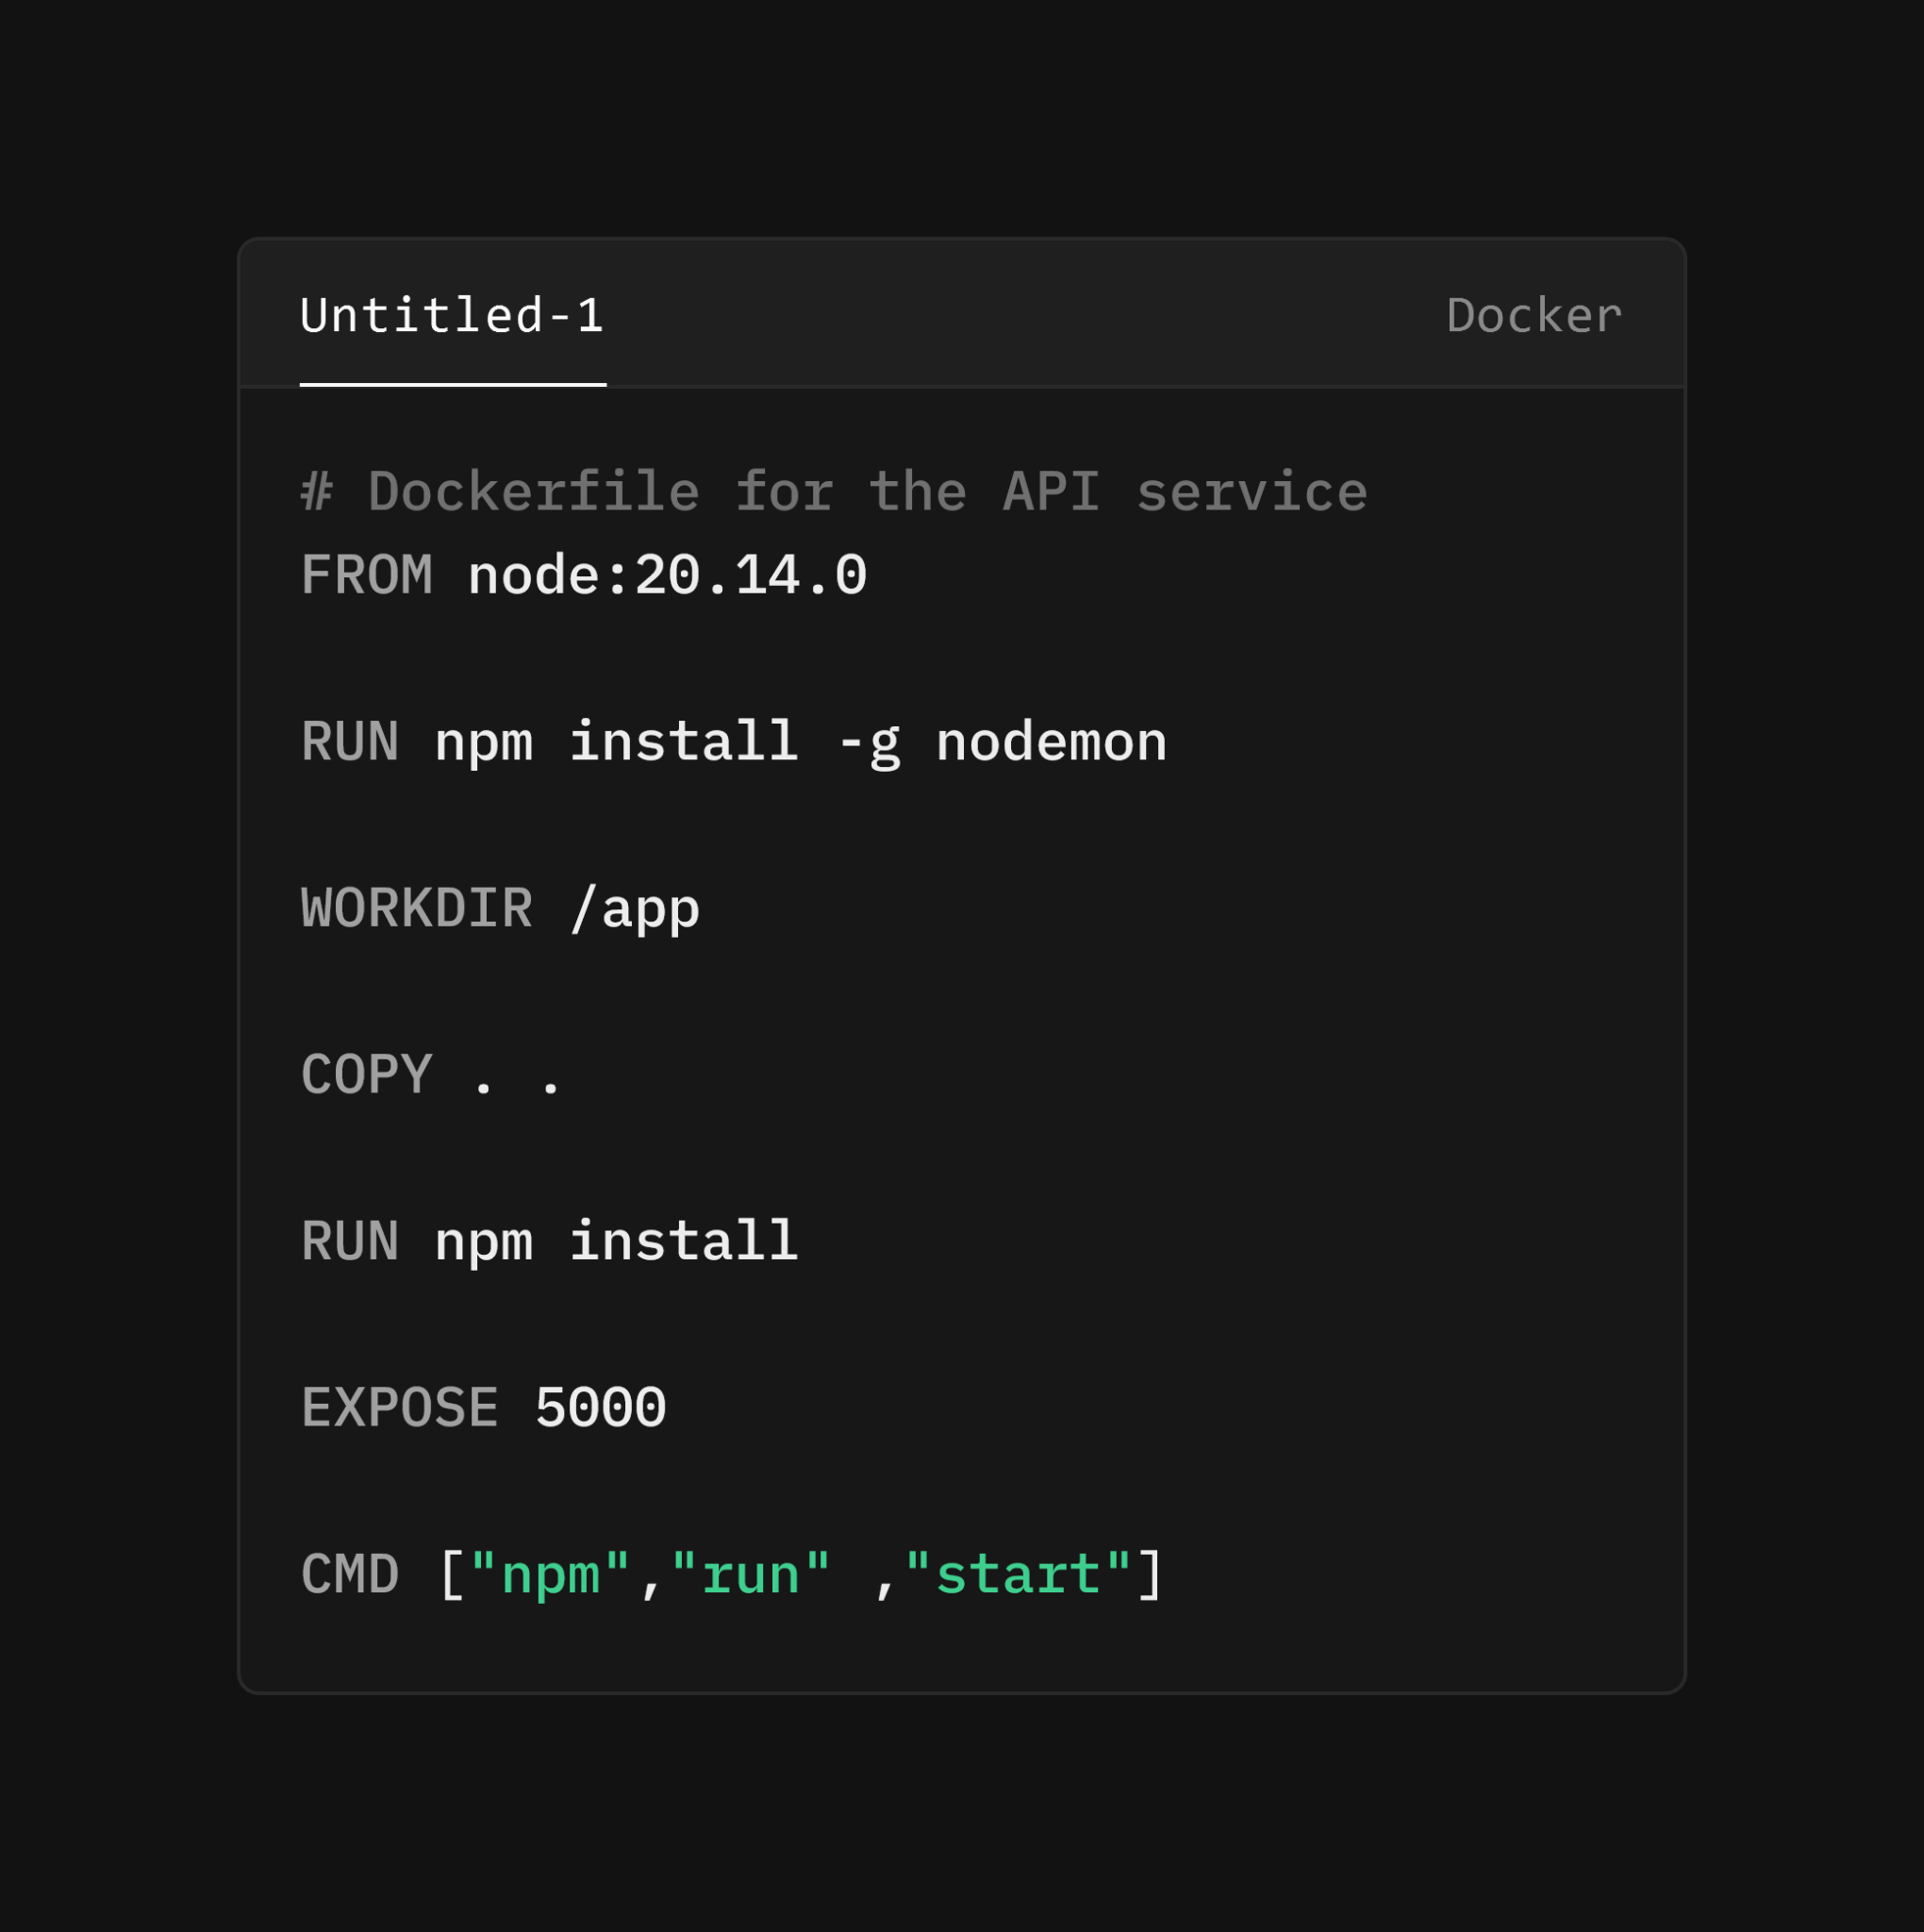 Untitled-1
Docker
# Dockerfile for the API service
FROM node:20.14.0
RUN npm install -g nodemon
WORKDIR /app
COPY . .
RUN npm install
EXPOSE 5000
CMD ["npm","run" ,"start"]